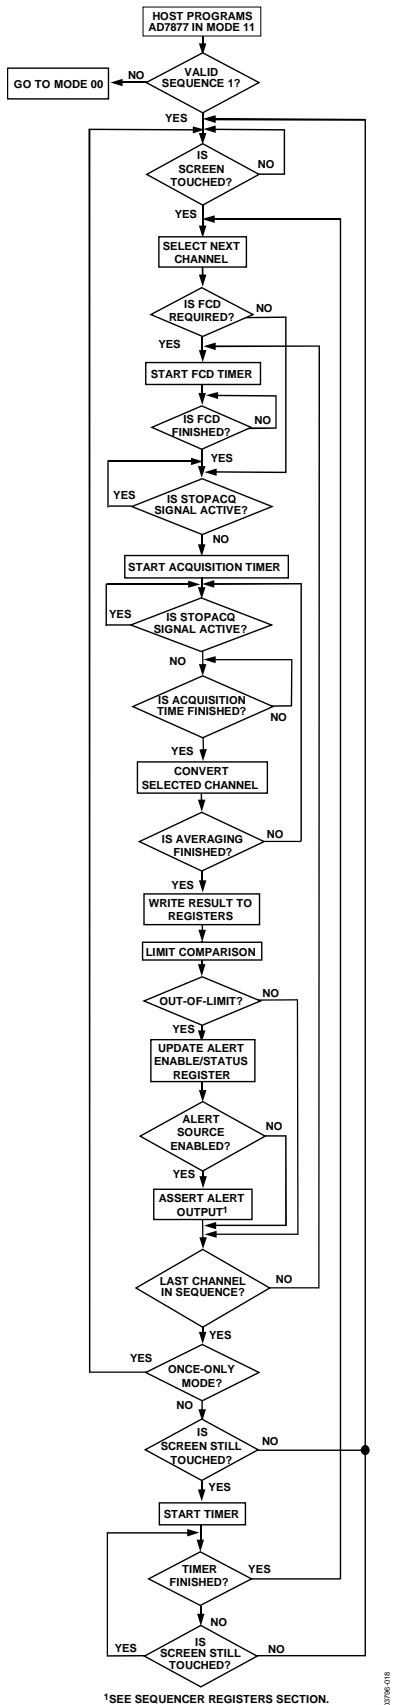 HOST PROGRAMS
AD7877 IN MODE 11
NO
VALID
SEQUENCE 1?
GO TO MODE 00
YES
IS
SCREEN
TOUCHED?
NO
YES
SELECT NEXT
CHANNEL
IS FCD
REQUIRED?
NO
YES
START FCD TIMER
IS FCD
FINISHED?
NO
YES
IS STOPACQ
SIGNAL ACTIVE?
YES
NO
START ACQUISITION TIMER
IS STOPACQ
SIGNAL ACTIVE?
YES
NO
IS ACQUISITION
TIME FINISHED?
NO
YES
CONVERT
SELECTED CHANNEL
IS AVERAGING
FINISHED?
NO
YES
WRITE RESULT TO
REGISTERS
LIMIT COMPARISON
OUT-OF-LIMIT?
NO
YES
UPDATE ALERT
ENABLE/STATUS
REGISTER
ALERT
SOURCE
ENABLED?
NO
YES
ASSERT ALERT
OUTPUT1
LAST CHANNEL
IN SEQUENCE?
NO
YES
YES
ONCE-ONLY
MODE?
NO
IS
SCREEN STILL
TOUCHED?
NO
YES
START TIMER
TIMER
FINISHED?
YES
NO
IS
SCREEN STILL
TOUCHED?
YES
NO
1SEE SEQUENCER REGISTERS SECTION.
03796-018